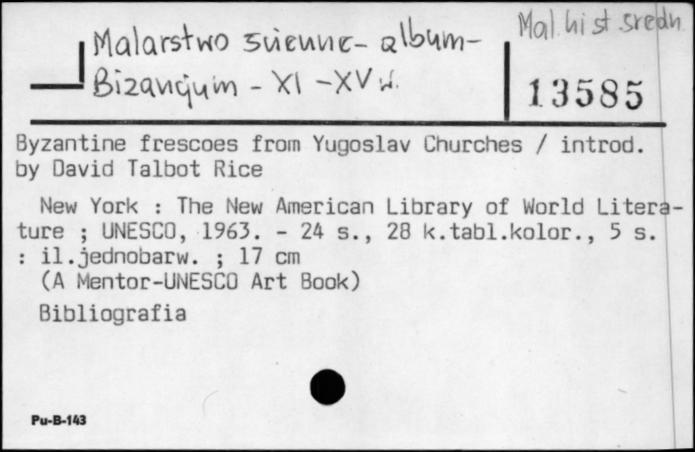 Malarstwo ścienne - album -
Bizancjum - XI - XV w.
Mal. hist. średn.
13585
Byzantine frescoes from Yugoslav Churches / introd.
by David Talbot Rice
New York : The New American Library of World Litera-
ture ; UNESCO, 1963. - 24 s., 28 k.tabl.kolor., 5 s.
: il.jednobarw. ; 17 cm
(A Mentor-UNESCO Art Book)
Bibliografia
Pu-B-143